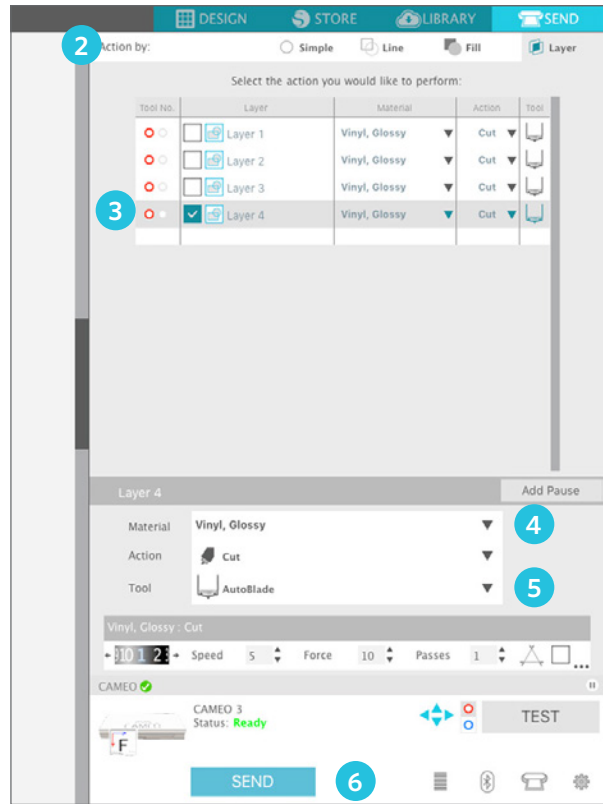 DESIGN STORE LIBRARY SEND
2 Action by: Simple Line Fill Layer
Select the action you would like to perform:
Tool No. Layer Material Action Tool
Layer 1 Vinyl, Glossy Cut
Layer 2 Vinyl, Glossy Cut
Layer 3 Vinyl, Glossy Cut
3 Layer 4 Vinyl, Glossy Cut
Layer 4 Add Pause
Material Vinyl, Glossy 4
Action Cut
Tool AutoBlade 5
Vinyl, Glossy : Cut
10 1 2 Speed 5 Force 10 Passes 1 ...
CAMEO
CAMEO 3
Status: Ready
TEST
CAMEO
F
SEND 6